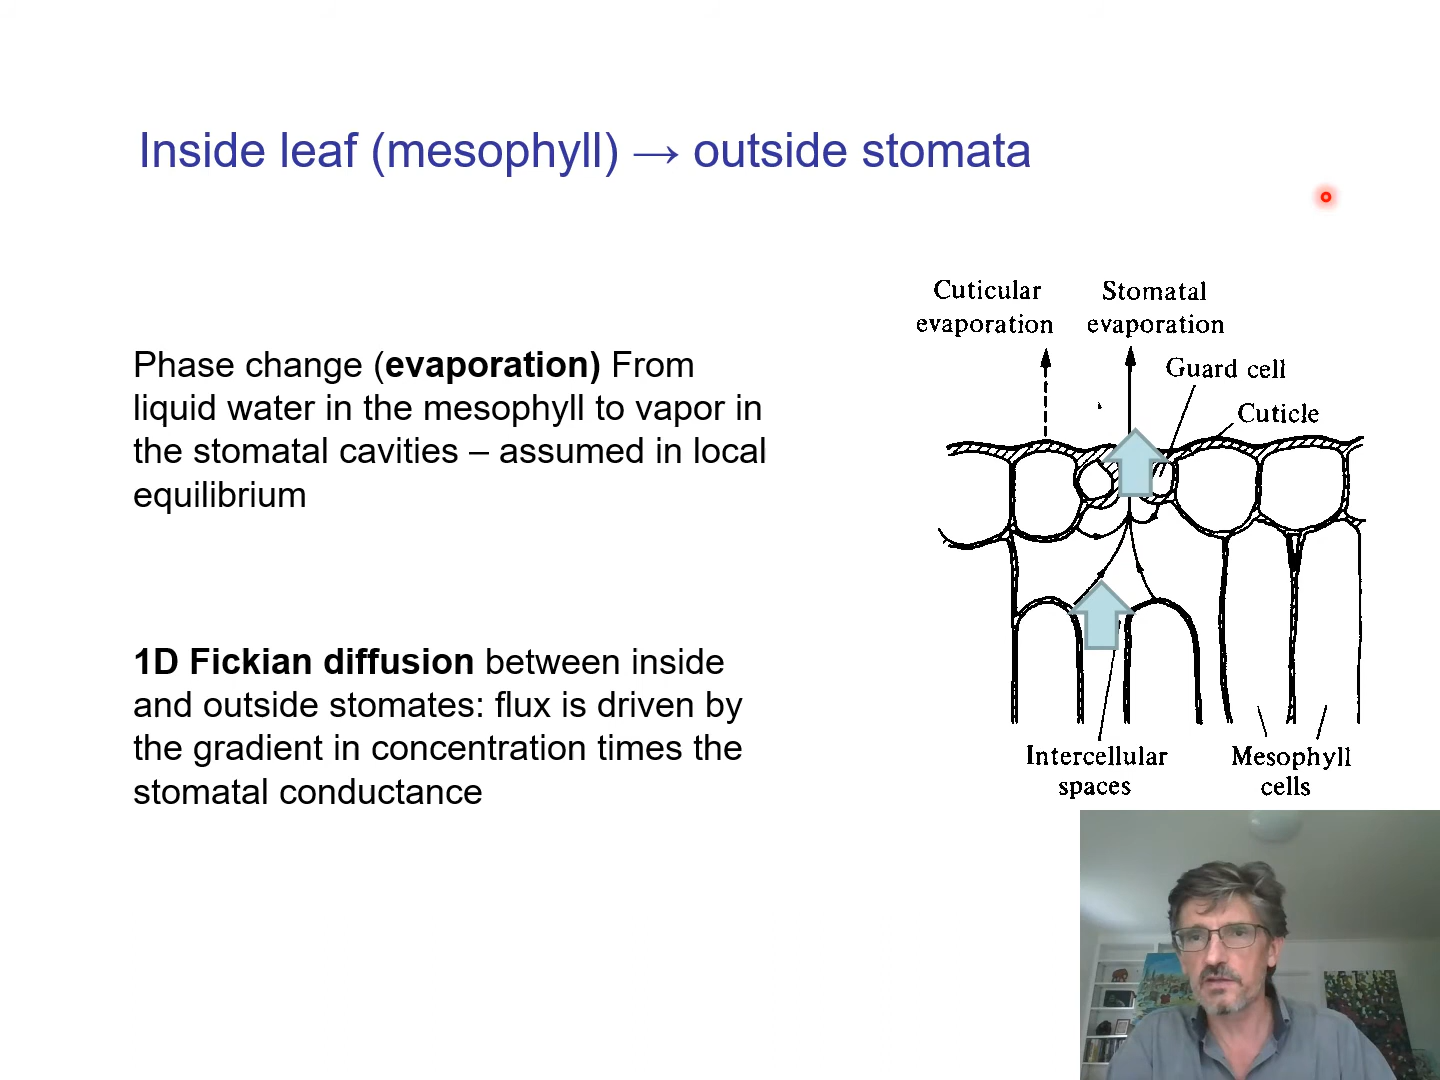 Inside leaf (mesophyll) → outside stomata
Phase change (evaporation) From
liquid water in the mesophyll to vapor in
the stomatal cavities – assumed in local
equilibrium
1D Fickian diffusion between inside
and outside stomates: flux is driven by
the gradient in concentration times the
stomatal conductance
Cuticular
evaporation
Stomatal
evaporation
Guard cell
Cuticle
Intercellular
spaces
Mesophyll
cells